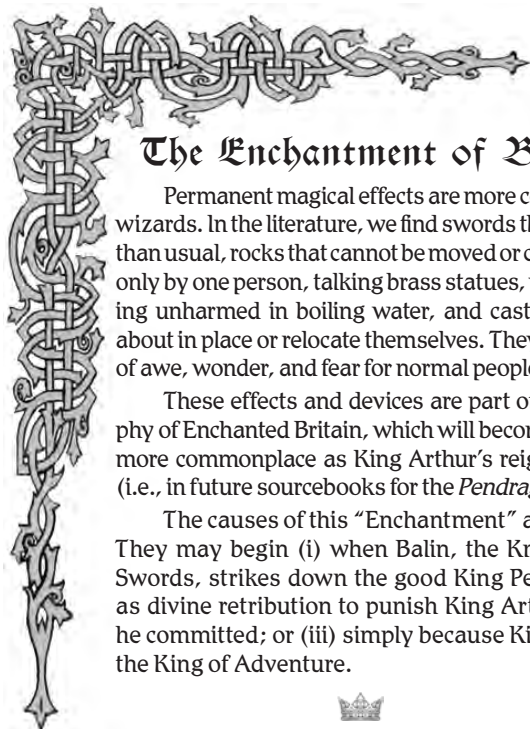 The Enchantment of B
Permanent magical effects are more c
wizards. In the literature, we find swords th
than usual, rocks that cannot be moved or c
only by one person, talking brass statues,
ing unharmed in boiling water, and cast
about in place or relocate themselves. They
of awe, wonder, and fear for normal people
These effects and devices are part o
phy of Enchanted Britain, which will becom
more commonplace as King Arthur's reig
(i.e., in future sourcebooks for the Pendrag
The causes of this “Enchantment” a
They may begin (i) when Balin, the Kn
Swords, strikes down the good King Pe
as divine retribution to punish King Art
he committed; or (iii) simply because Ki
the King of Adventure.